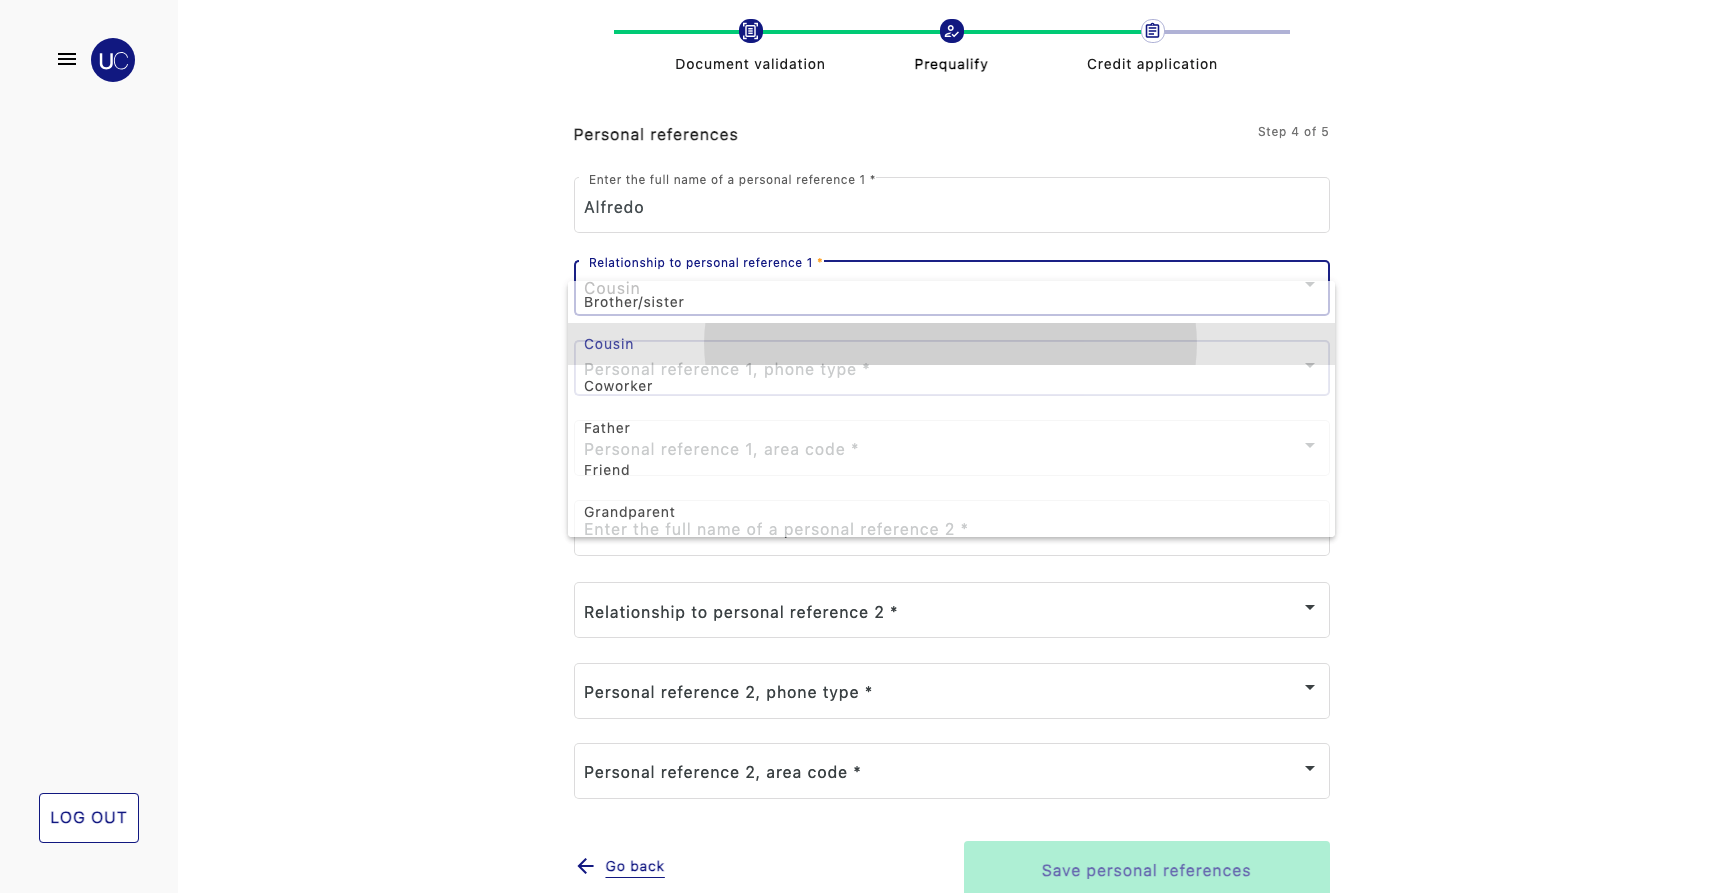 UC
Document validation
Prequalify
Credit application
Personal references
Step 4 of 5
Enter the full name of a personal reference 1 *
Alfredo
Relationship to personal reference 1 *
Cousin
Brother/sister
Cousin
Personal reference 1, phone type *
Coworker
Father
Personal reference 1, area code *
Friend
Grandparent
Enter the full name of a personal reference 2 *
Relationship to personal reference 2 *
Personal reference 2, phone type *
Personal reference 2, area code *
LOG OUT
Go back
Save personal references